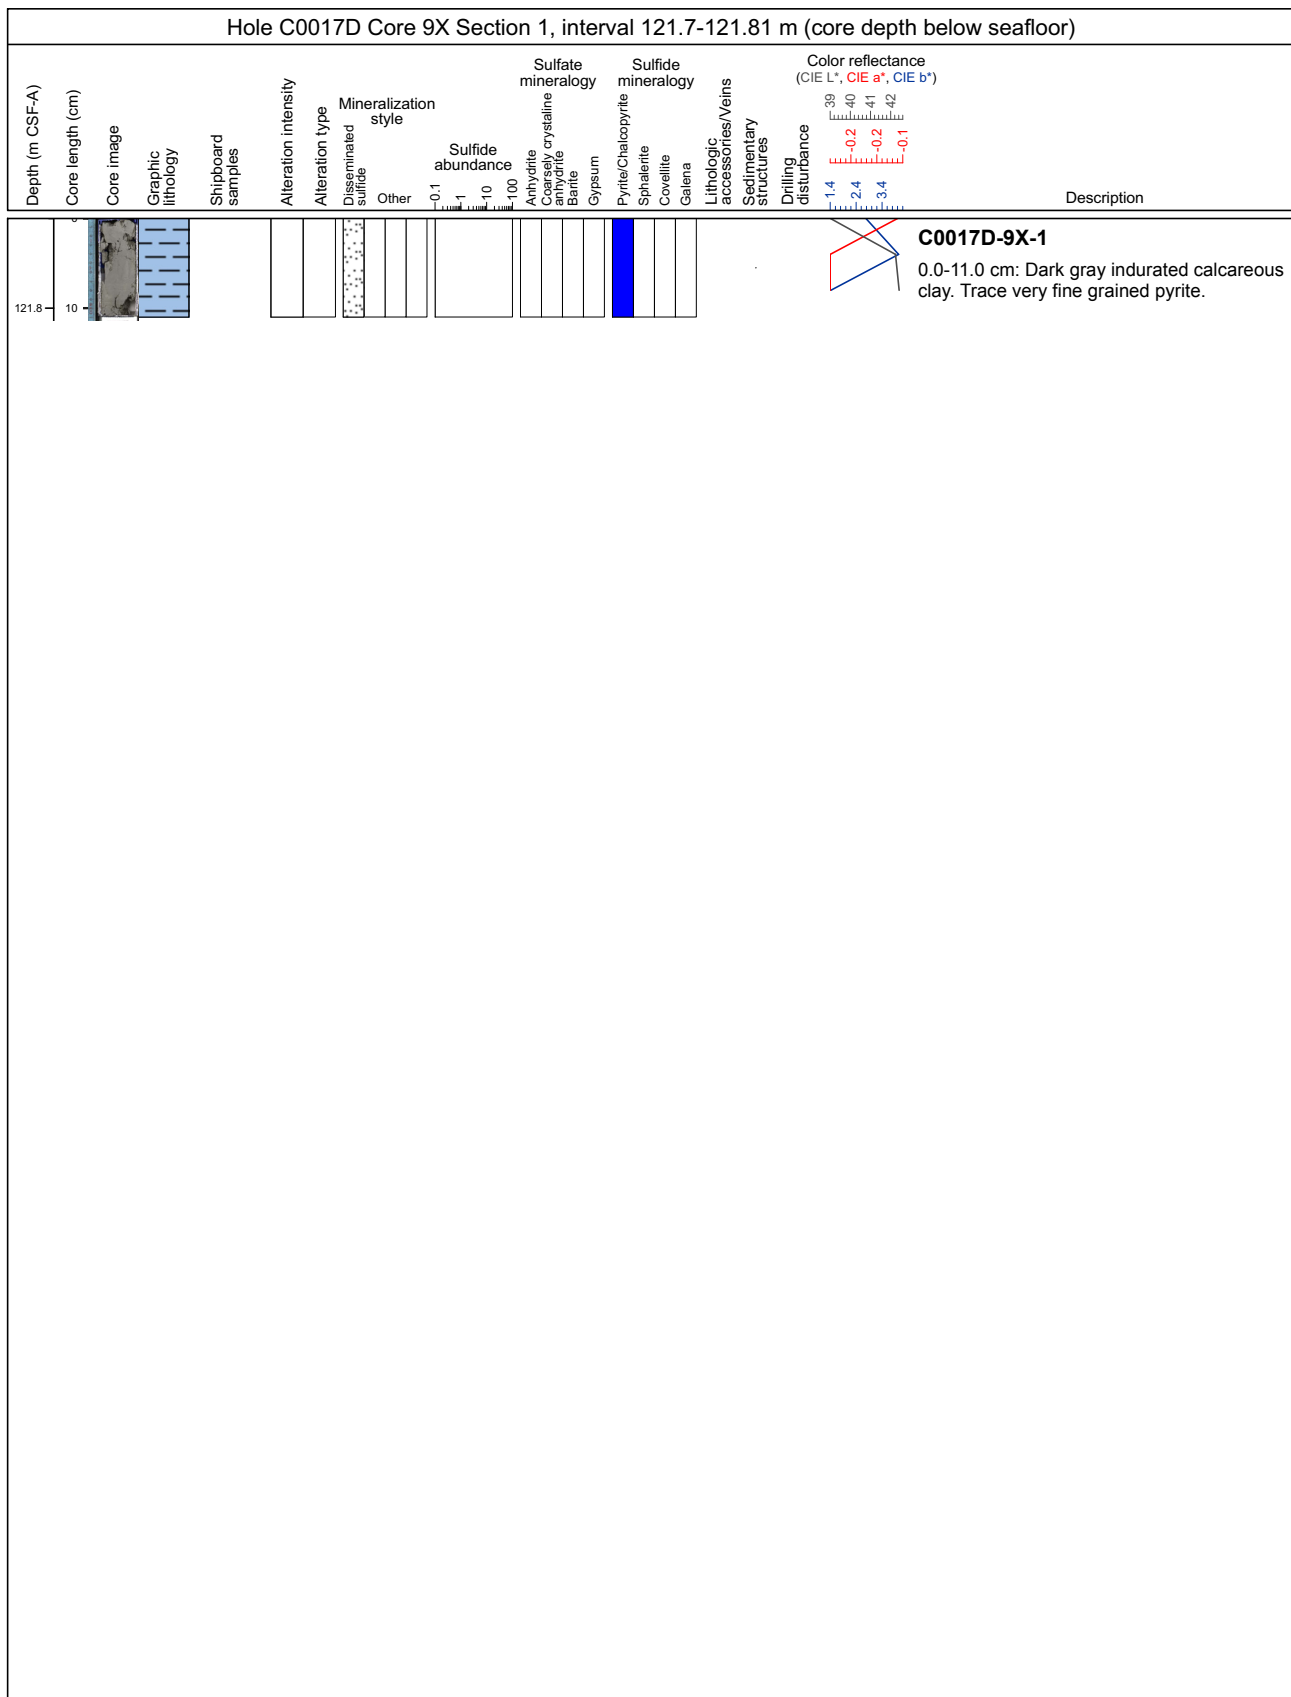 Hole C0017D Core 9X Section 1, interval 121.7-121.81 m (core depth below seafloor)
Depth (m CSF-A)
Core length (cm)
Core image
Graphic
lithology
Shipboard
samples
Alteration intensity
Alteration type
Mineralization
style
Disseminated
sulfide
Other
Sulfide
abundance
0.1
1
10
100
Sulfate
mineralogy
Anhydrite
Coarsely crystaline
anhydrite
Barite
Gypsum
Sulfide
mineralogy
Pyrite/Chalcopyrite
Sphalerite
Covellite
Galena
Lithologic
accessories/Veins
Sedimentary
structures
Drilling
disturbance
Color reflectance
(CIE L*, CIE a*, CIE b*)
39
40
41
42
-0.2
-0.2
-0.1
1.4
2.4
3.4
Description
121.8
10
C0017D-9X-1
0.0-11.0 cm: Dark gray indurated calcareous
clay. Trace very fine grained pyrite.